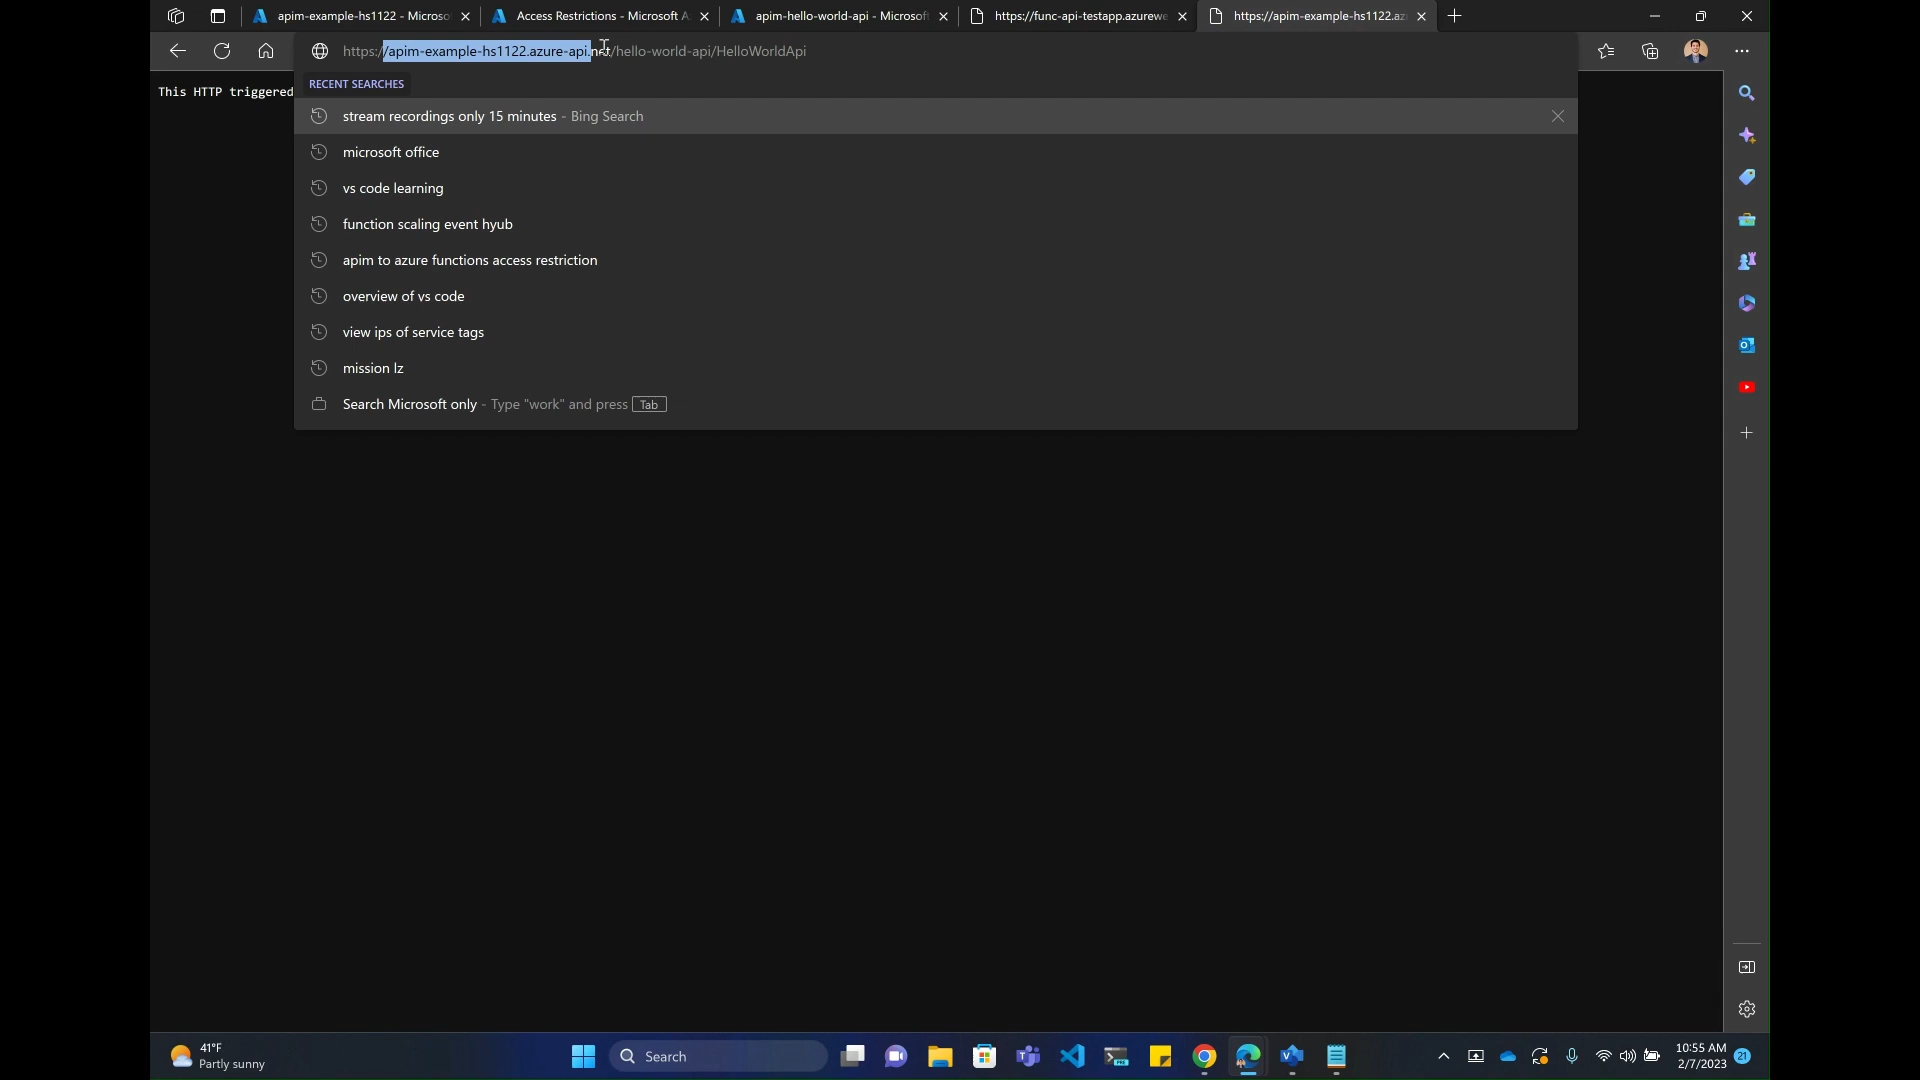 apim-example-hs1122 - Microso
Access Restrictions - Microsoft A
apim-hello-world-api - Microsoft
https://func-api-testapp.azurewe
https://apim-example-hs1122.azu
https://apim-example-hs1122.azure-api.net/hello-world-api/HelloWorldApi
RECENT SEARCHES
This HTTP triggered
stream recordings only 15 minutes - Bing Search
microsoft office
vs code learning
function scaling event hyub
apim to azure functions access restriction
overview of vs code
view ips of service tags
mission lz
Search Microsoft only - Type "work" and press Tab
41°F
Partly sunny
Search
10:55 AM
2/7/2023
21